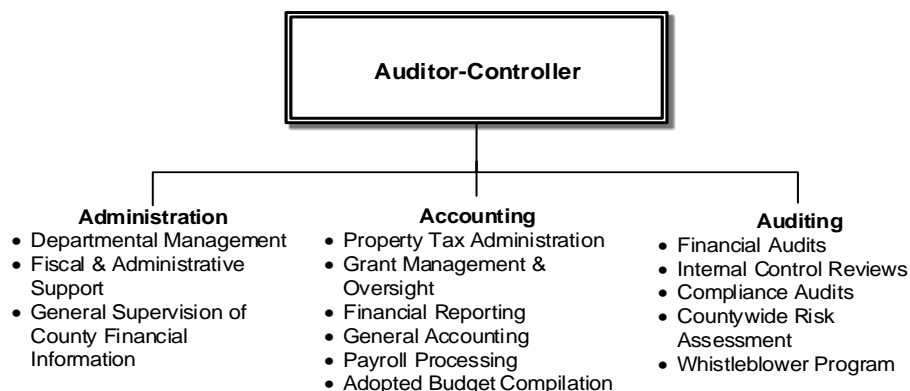 Auditor-Controller
Administration
• Departmental Management
• Fiscal & Administrative
Support
• General Supervision of
County Financial
Information
Accounting
• Property Tax Administration
• Grant Management &
Oversight
• Financial Reporting
• General Accounting
• Payroll Processing
• Adopted Budget Compilation
Auditing
• Financial Audits
• Internal Control Reviews
• Compliance Audits
• Countywide Risk
Assessment
• Whistleblower Program